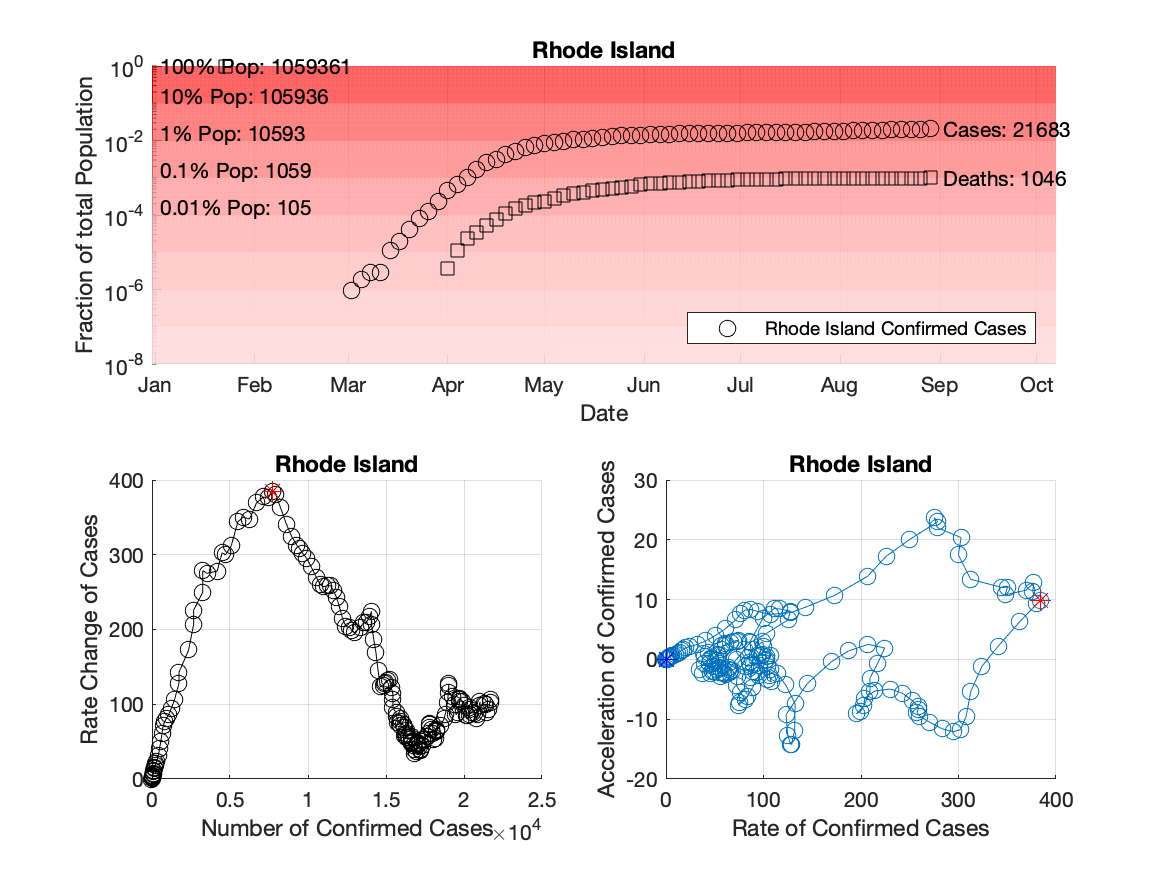 Rhode Island
10^0
10^-2
10^-4
10^-6
10^-8
Fraction of total Population
100% Pop: 1059361
10% Pop: 105936
1% Pop: 10593
0.1% Pop: 1059
0.01% Pop: 105
Cases: 21683
Deaths: 1046
Rhode Island Confirmed Cases
Jan Feb Mar Apr May Jun Jul Aug Sep Oct
Date
Rhode Island
400
300
200
100
0
Rate Change of Cases
0 0.5 1 1.5 2 2.5
Number of Confirmed Cases ×10^4
Rhode Island
30
20
10
0
-10
-20
Acceleration of Confirmed Cases
0 100 200 300 400
Rate of Confirmed Cases